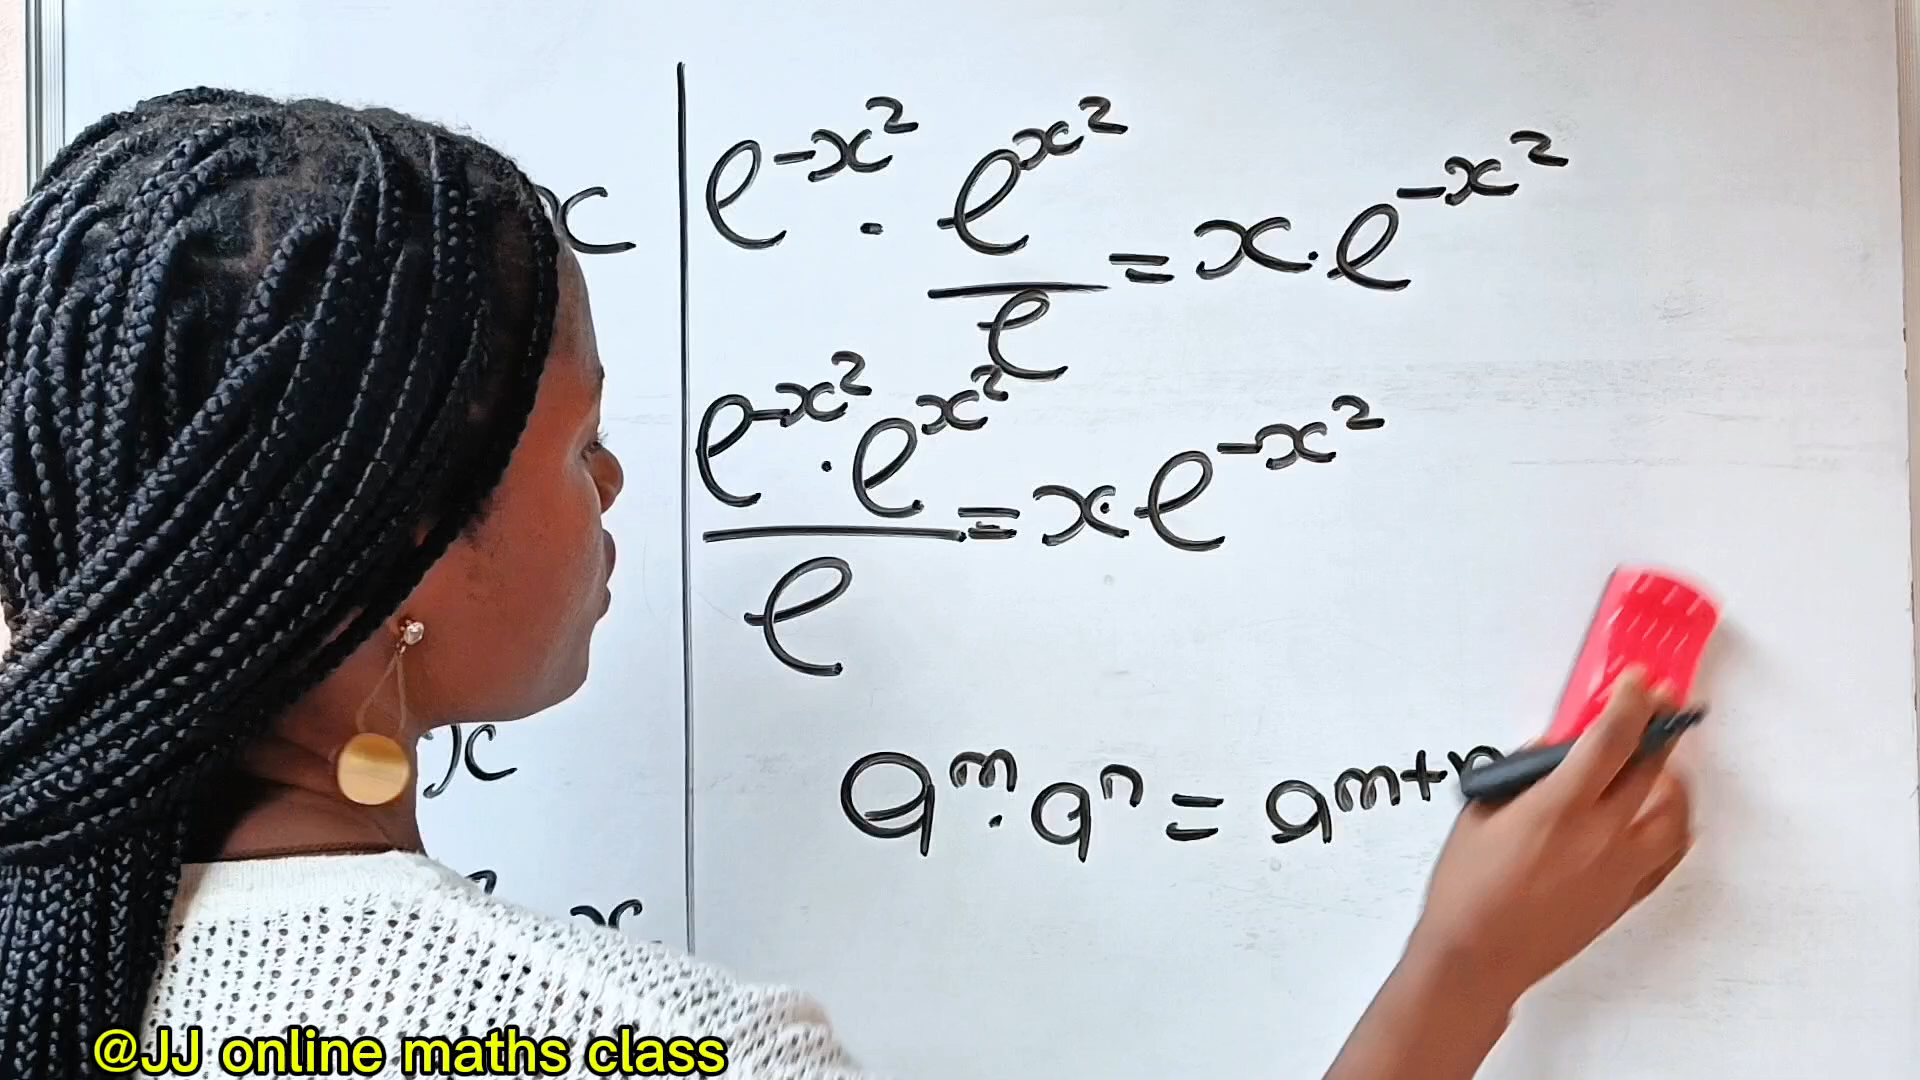 x
e^{-x^2} . e^{x^2}/e = x . e^{-x^2}
e^{-x^2} . e^{x^2}/e = x . e^{-x^2}
x
a^m . a^n = a^{m+n}
x
@JJ online maths class